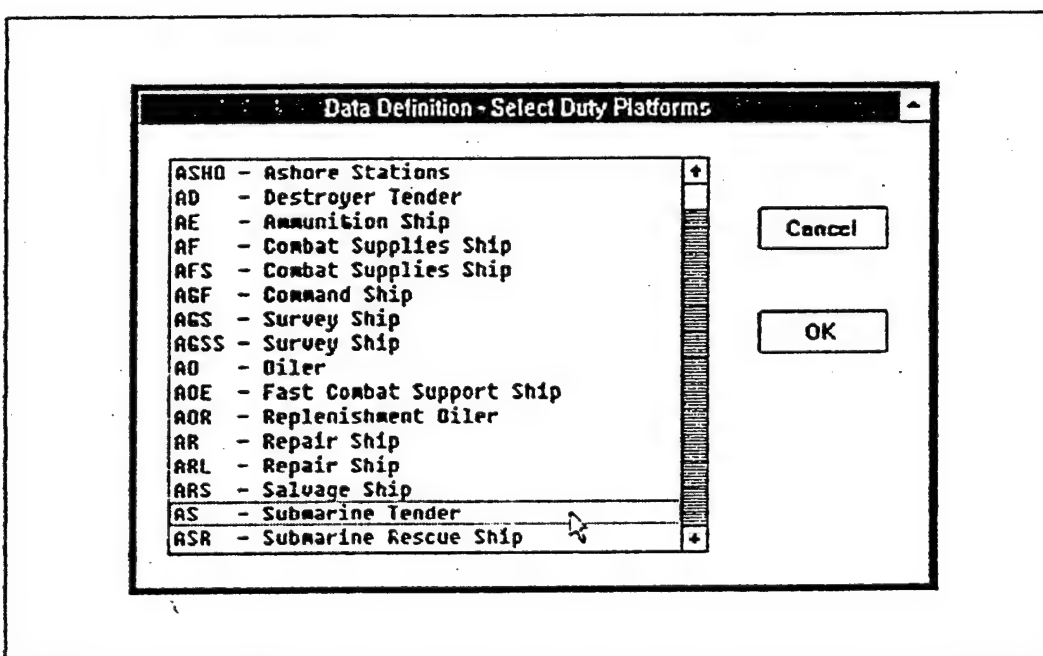 Data Definition - Select Duty Platforms
ASHO - Ashore Stations
AD - Destroyer Tender
AE - Ammunition Ship
AF - Combat Supplies Ship
AFS - Combat Supplies Ship
AGF - Command Ship
AGS - Survey Ship
AGSS - Survey Ship
AO - Oiler
AOE - Fast Combat Support Ship
AOR - Replenishment Oiler
AR - Repair Ship
ARL - Repair Ship
ARS - Salvage Ship
AS - Submarine Tender
ASR - Submarine Rescue Ship
Cancel
OK